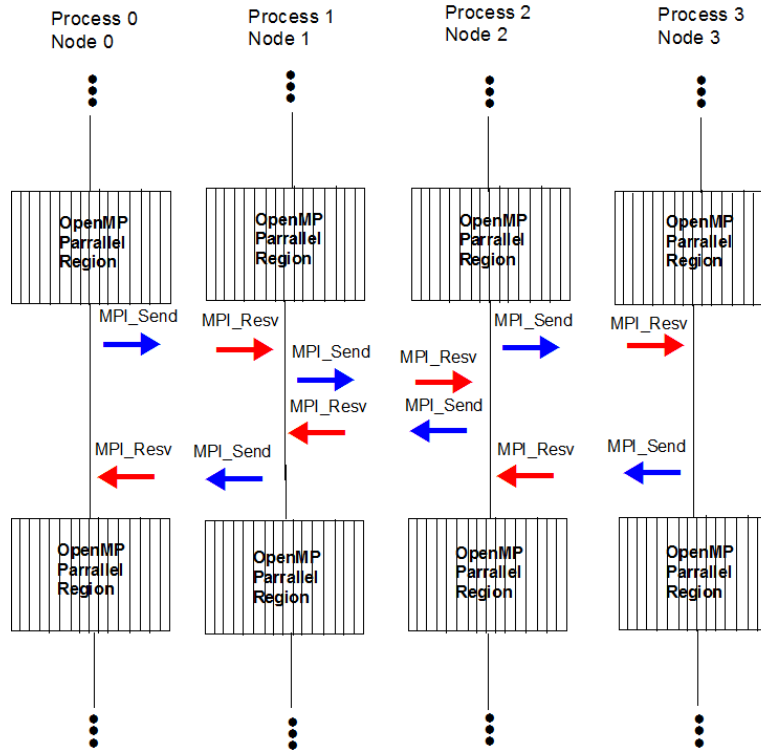 Process 0
Node 0
Process 1
Node 1
Process 2
Node 2
Process 3
Node 3
OpenMP
Parrallel
Region
OpenMP
Parrallel
Region
OpenMP
Parrallel
Region
OpenMP
Parrallel
Region
MPI_Send
MPI_Resv
MPI_Send
MPI_Resv
MPI_Send
MPI_Resv
MPI_Resv
MPI_Send
MPI_Resv
MPI_Send
MPI_Resv
MPI_Send
OpenMP
Parrallel
Region
OpenMP
Parrallel
Region
OpenMP
Parrallel
Region
OpenMP
Parrallel
Region